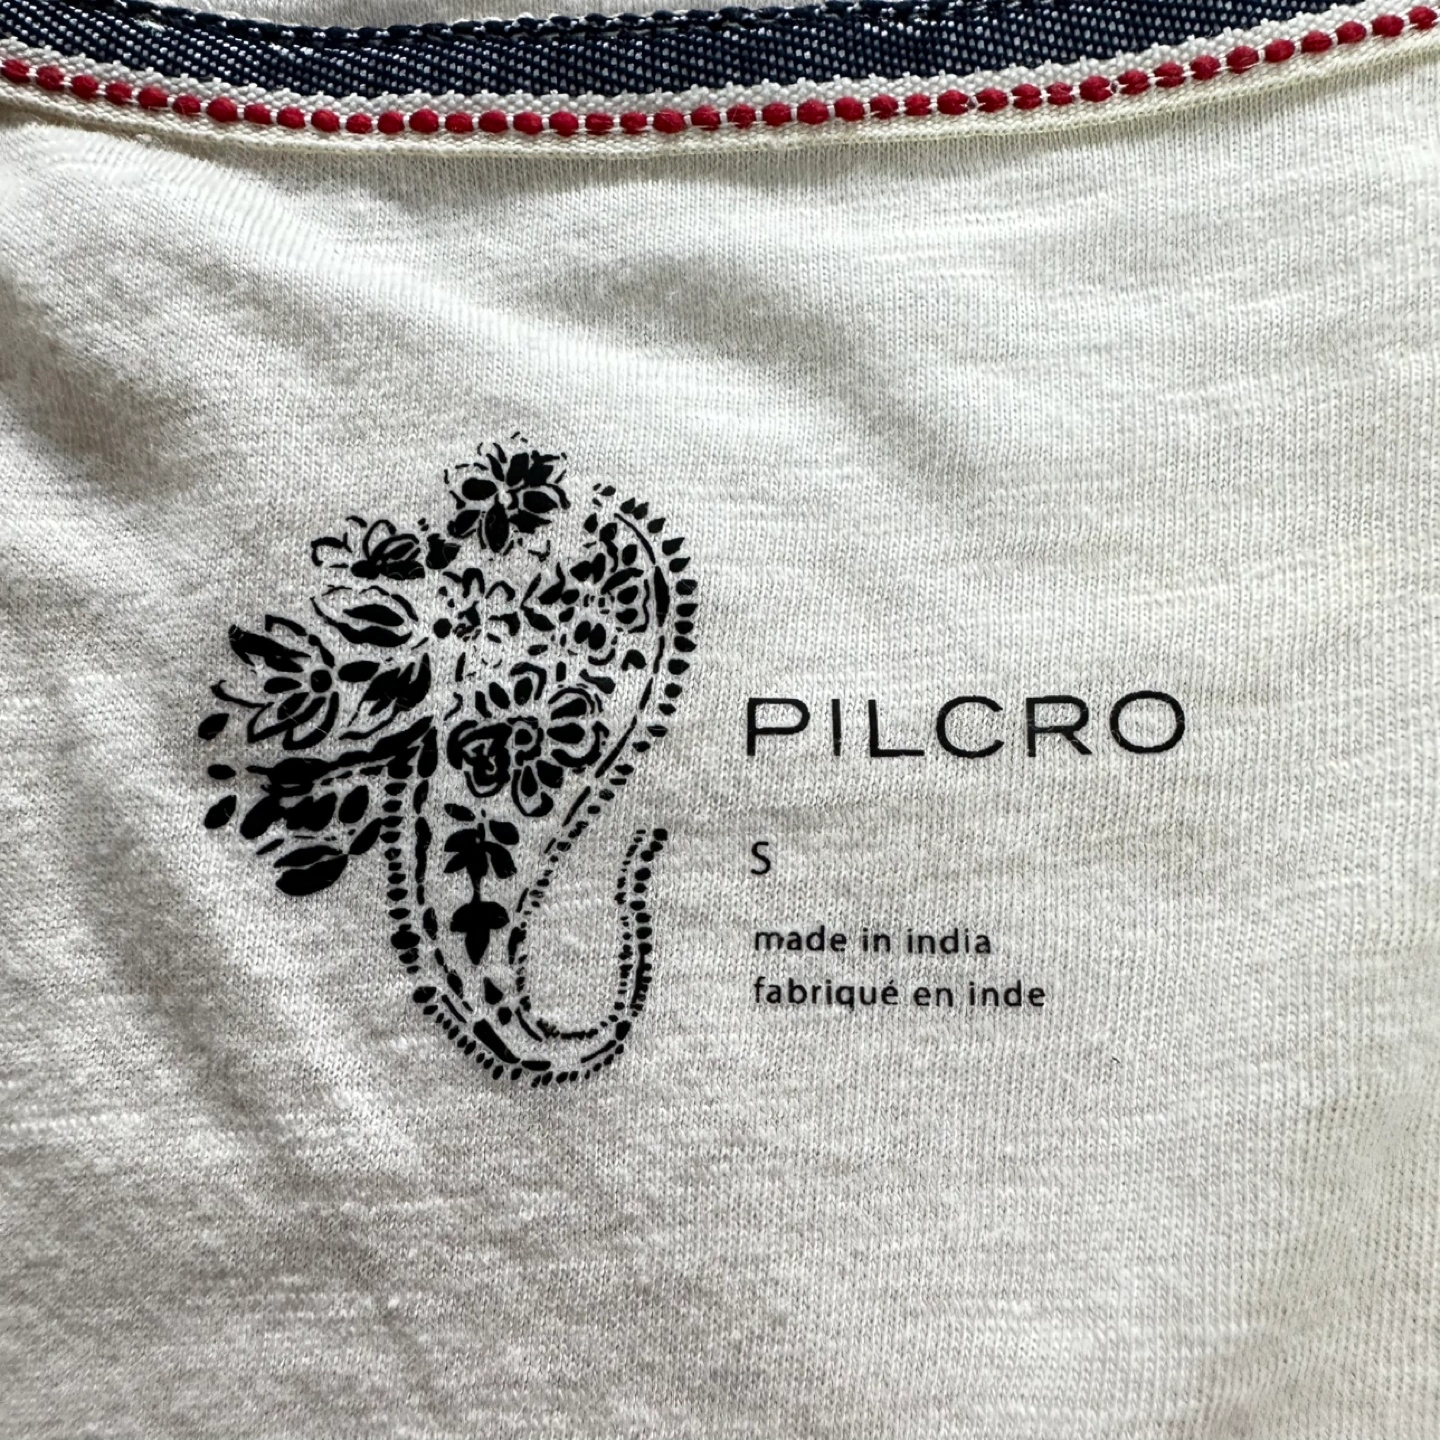 PILCRO
S
made in india
fabriqué en inde